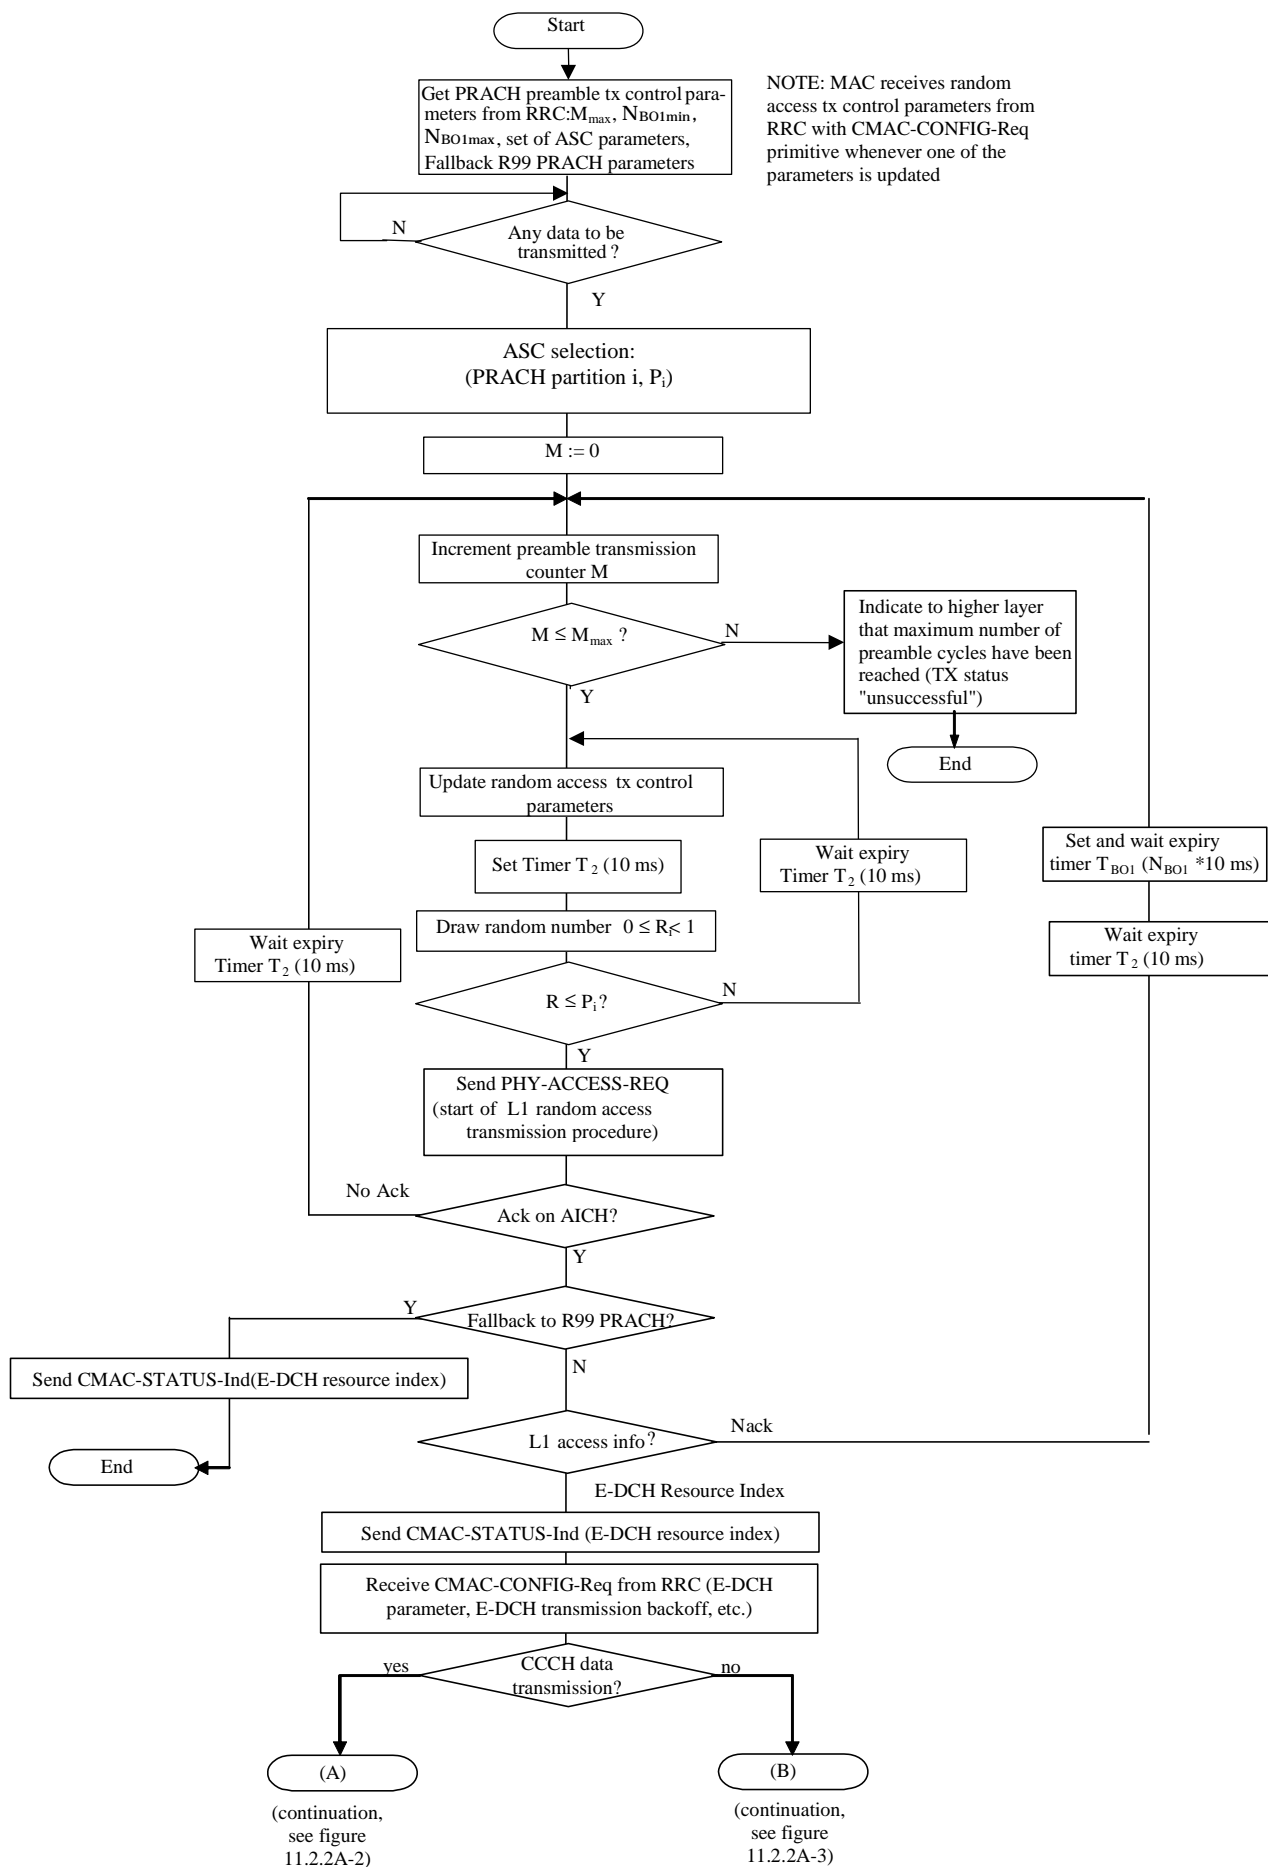 Start
Get PRACH preamble tx control para-
meters from RRC:Mmax, NBO1min,
NBO1max, set of ASC parameters,
Fallback R99 PRACH parameters
NOTE: MAC receives random
access tx control parameters from
RRC with CMAC-CONFIG-Req
primitive whenever one of the
parameters is updated
N
Any data to be
transmitted ?
Y
ASC selection:
(PRACH partition i, Pi)
M := 0
Increment preamble transmission
counter M
M ≤ Mmax ?
N
Y
Indicate to higher layer
that maximum number of
preamble cycles have been
reached (TX status
"unsuccessful")
End
Update random access tx control
parameters
Set Timer T2 (10 ms)
Wait expiry
Timer T2 (10 ms)
Set and wait expiry
timer TBO1 (NBO1 *10 ms)
Draw random number 0 ≤ Ri< 1
Wait expiry
Timer T2 (10 ms)
Wait expiry
timer T2 (10 ms)
R ≤ Pi?
N
Y
Send PHY-ACCESS-REQ
(start of L1 random access
transmission procedure)
No Ack
Ack on AICH?
Y
Y
Fallback to R99 PRACH?
N
Send CMAC-STATUS-Ind(E-DCH resource index)
End
L1 access info?
Nack
E-DCH Resource Index
Send CMAC-STATUS-Ind (E-DCH resource index)
Receive CMAC-CONFIG-Req from RRC (E-DCH
parameter, E-DCH transmission backoff, etc.)
yes
CCCH data
transmission?
no
(A)
(B)
(continuation,
see figure
11.2.2A-2)
(continuation,
see figure
11.2.2A-3)